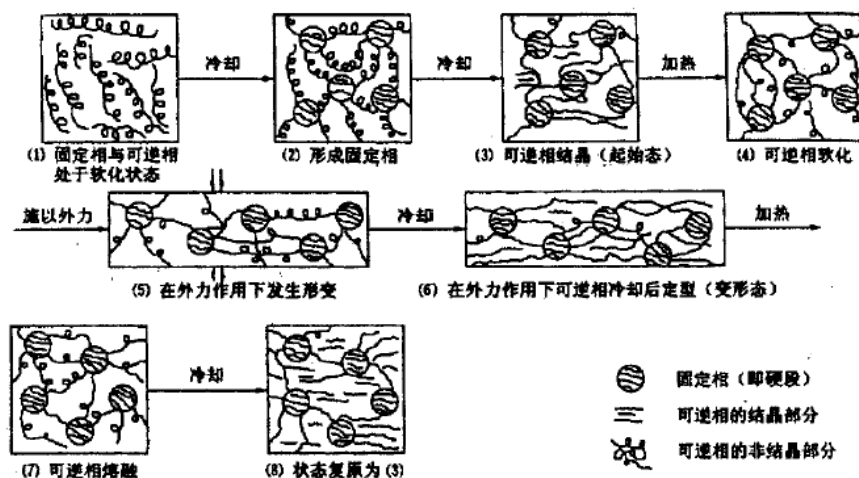 冷却
冷却
加热
(1) 固定相与可逆相
处于软化状态
(2) 形成固定相
(3) 可逆相结晶（起始态）
(4) 可逆相软化
施以外力
冷却
加热
(5) 在外力作用下发生形变
(6) 在外力作用下可逆相冷却后定型（变形态）
冷却
固定相（即硬段）
可逆相的结晶部分
可逆相的非结晶部分
(7) 可逆相熔融
(8) 状态复原为(3)